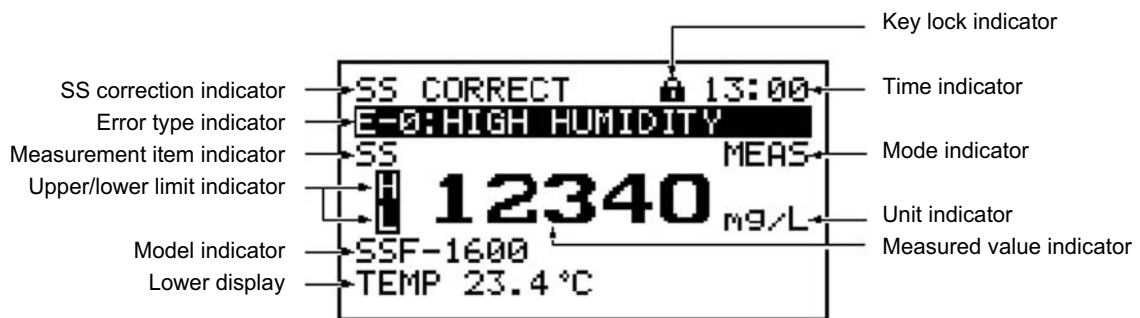 Key lock indicator
SS correction indicator
SS CORRECT 13:00
Time indicator
Error type indicator
E-0:HIGH HUMIDITY
Measurement item indicator
SS MEAS
Mode indicator
Upper/lower limit indicator
H
L
12340 mg/L
Unit indicator
Measured value indicator
Model indicator
SSF-1600
Lower display
TEMP 23.4°C